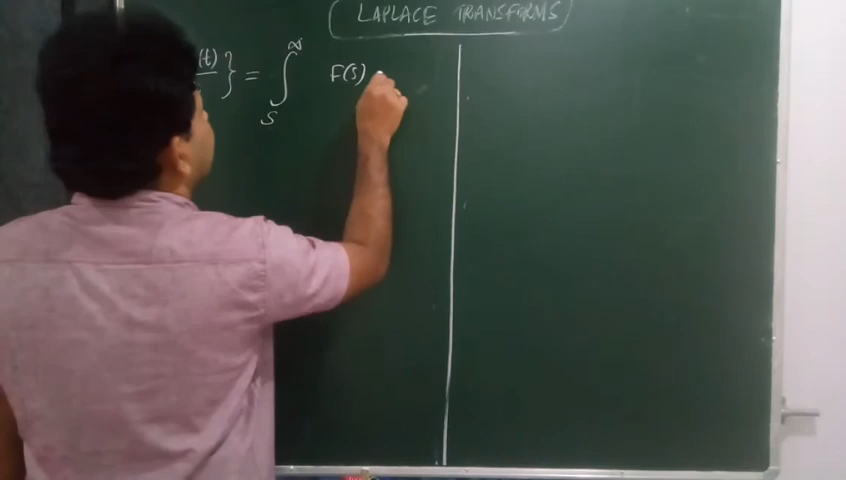 LAPLACE TRANSFORMS
(t) } = ∫ₛ^∞ F(s)